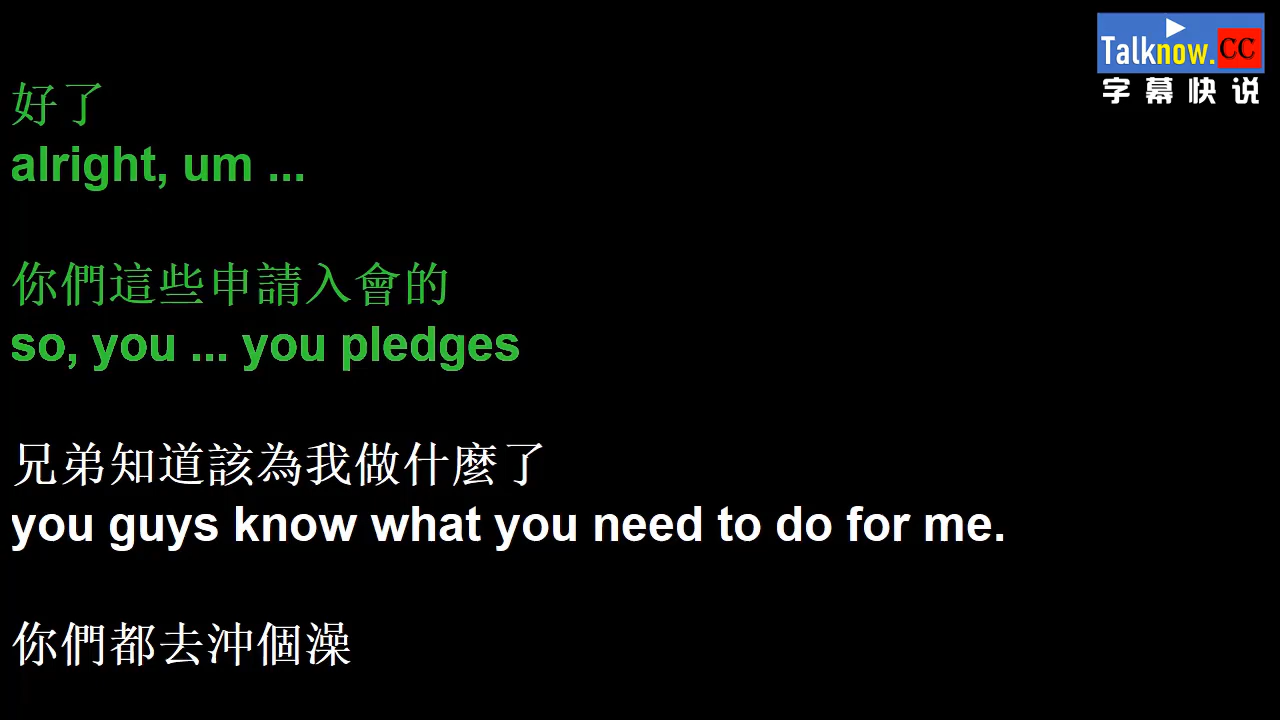 Talknow.CC
字幕快说
好了
alright, um ...
你們這些申請入會的
so, you ... you pledges
兄弟知道該為我做什麼了
you guys know what you need to do for me.
你們都去沖個澡